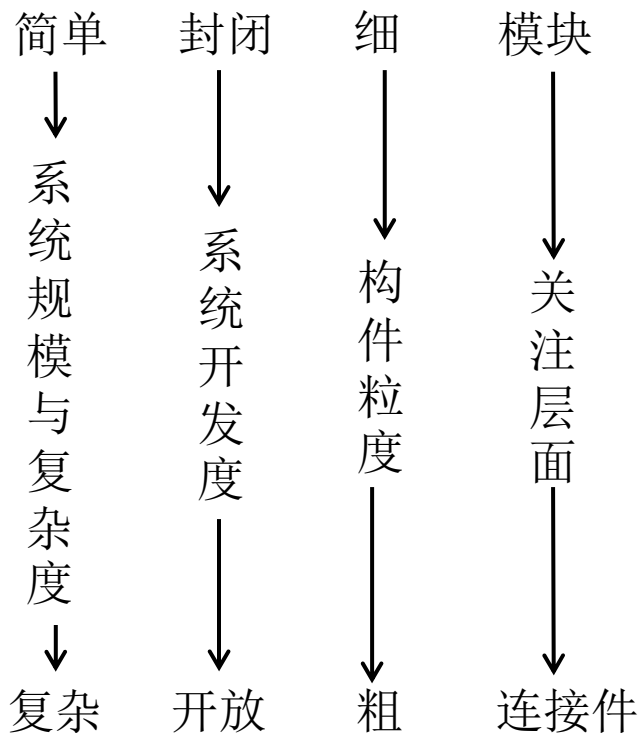 简单 封闭 细 模块
系统规模与复杂度
系统开发度
构件粒度
关注层面
复杂 开放 粗 连接件